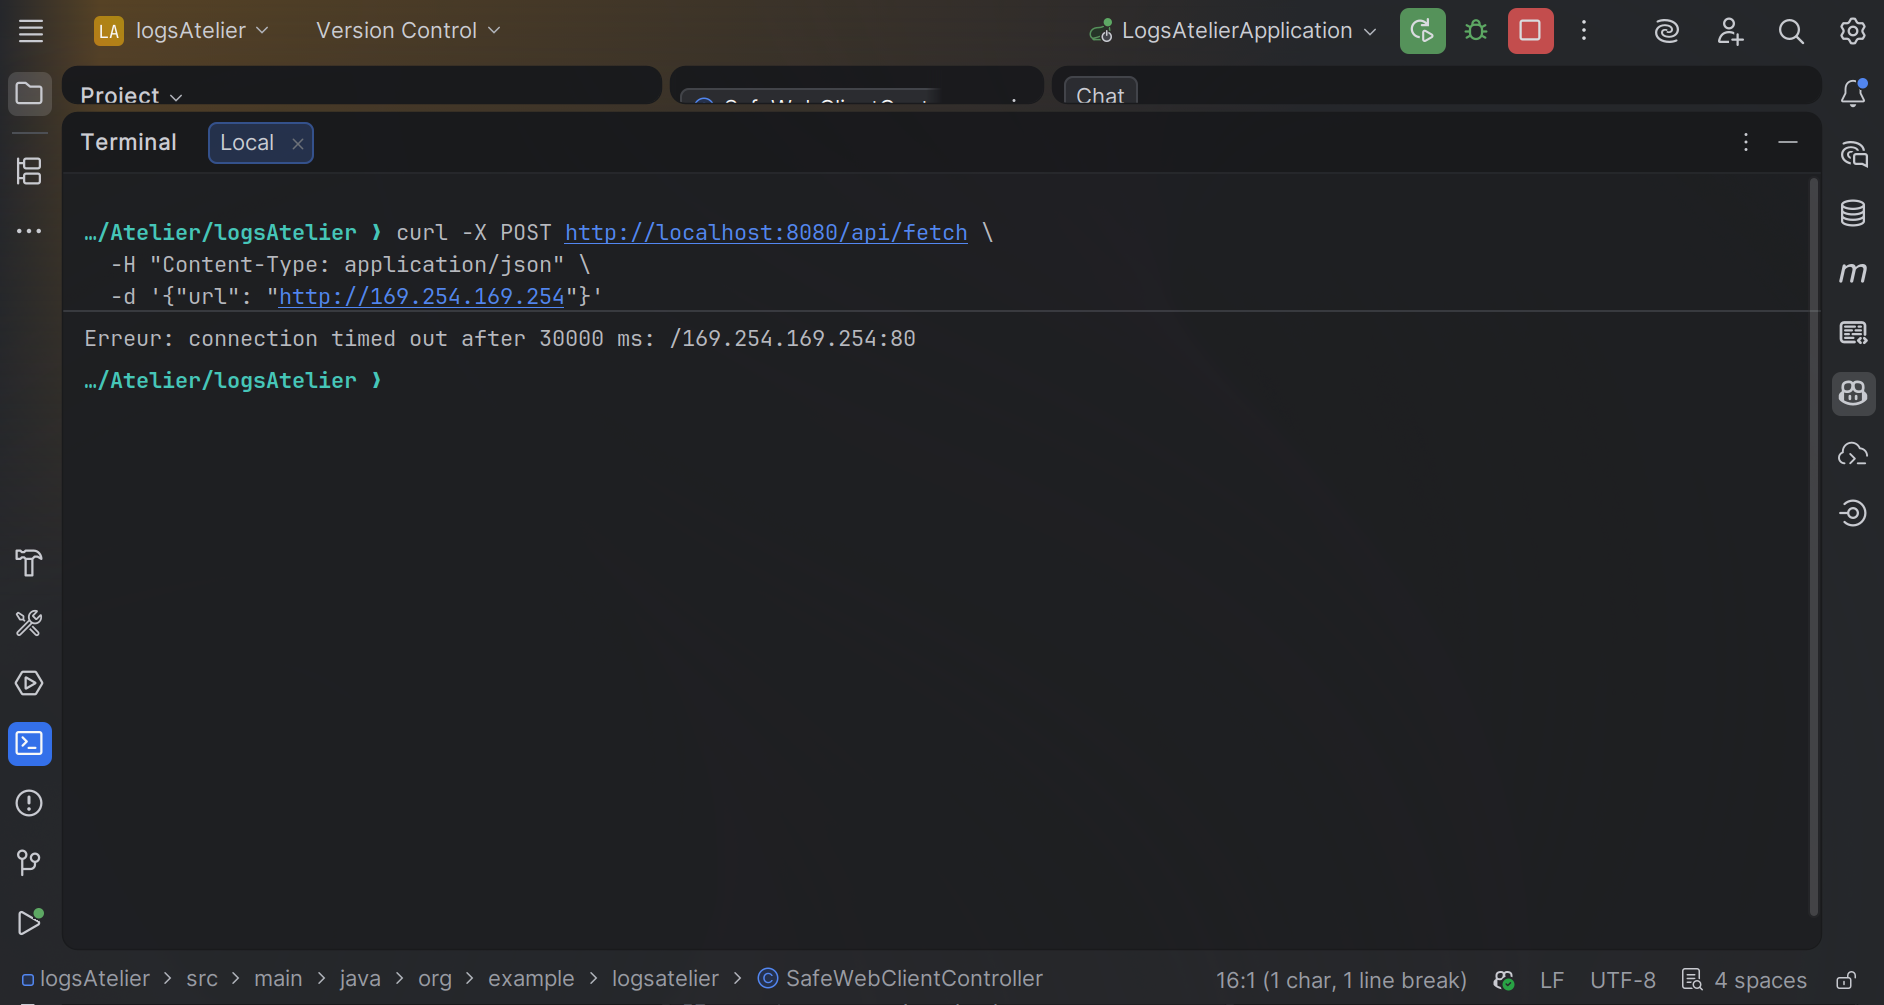 LA logsAtelier
Version Control
LogsAtelierApplication
Project
Chat
Terminal
Local
…/Atelier/logsAtelier ❯ curl -X POST http://localhost:8080/api/fetch \
-H "Content-Type: application/json" \
-d '{"url": "http://169.254.169.254"}'
Erreur: connection timed out after 30000 ms: /169.254.169.254:80
…/Atelier/logsAtelier ❯
logsAtelier > src > main > java > org > example > logsatelier > SafeWebClientController
16:1 (1 char, 1 line break)
LF
UTF-8
4 spaces